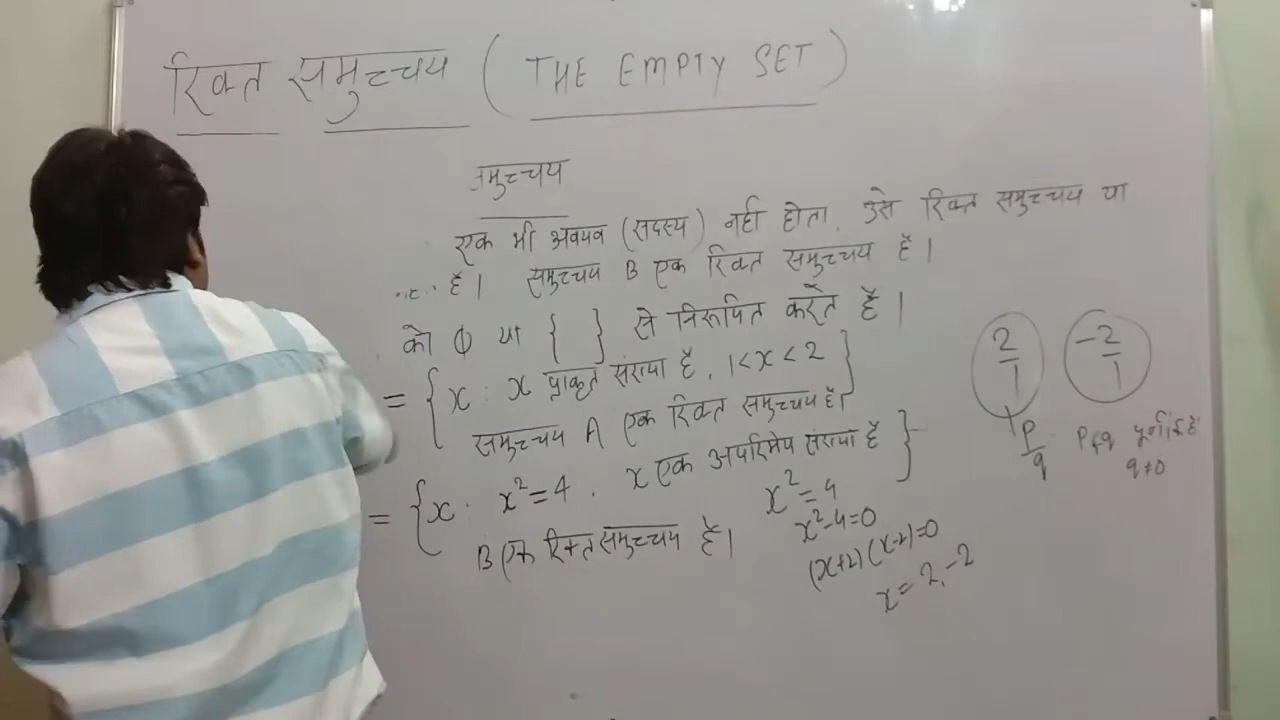 रिक्त समुच्चय ( THE EMPTY SET )
समुच्चय
एक भी अवयव (सदस्य) नहीं होता, उसे रिक्त समुच्चय या
है। समुच्चय B एक रिक्त समुच्चय है।
को ϕ या { } से निरूपित करते हैं।
= { x : x प्राकृत संख्या है, 1<x<2 }
समुच्चय A एक रिक्त समुच्चय है।
= { x : x²=4 , x एक अपरिमेय संख्या है }
B एक रिक्त समुच्चय है।
x²=4
x²-4=0
(x+2)(x-2)=0
x=2,-2
2/1 -2/1
p/q p & q पूर्णांक है
q≠0